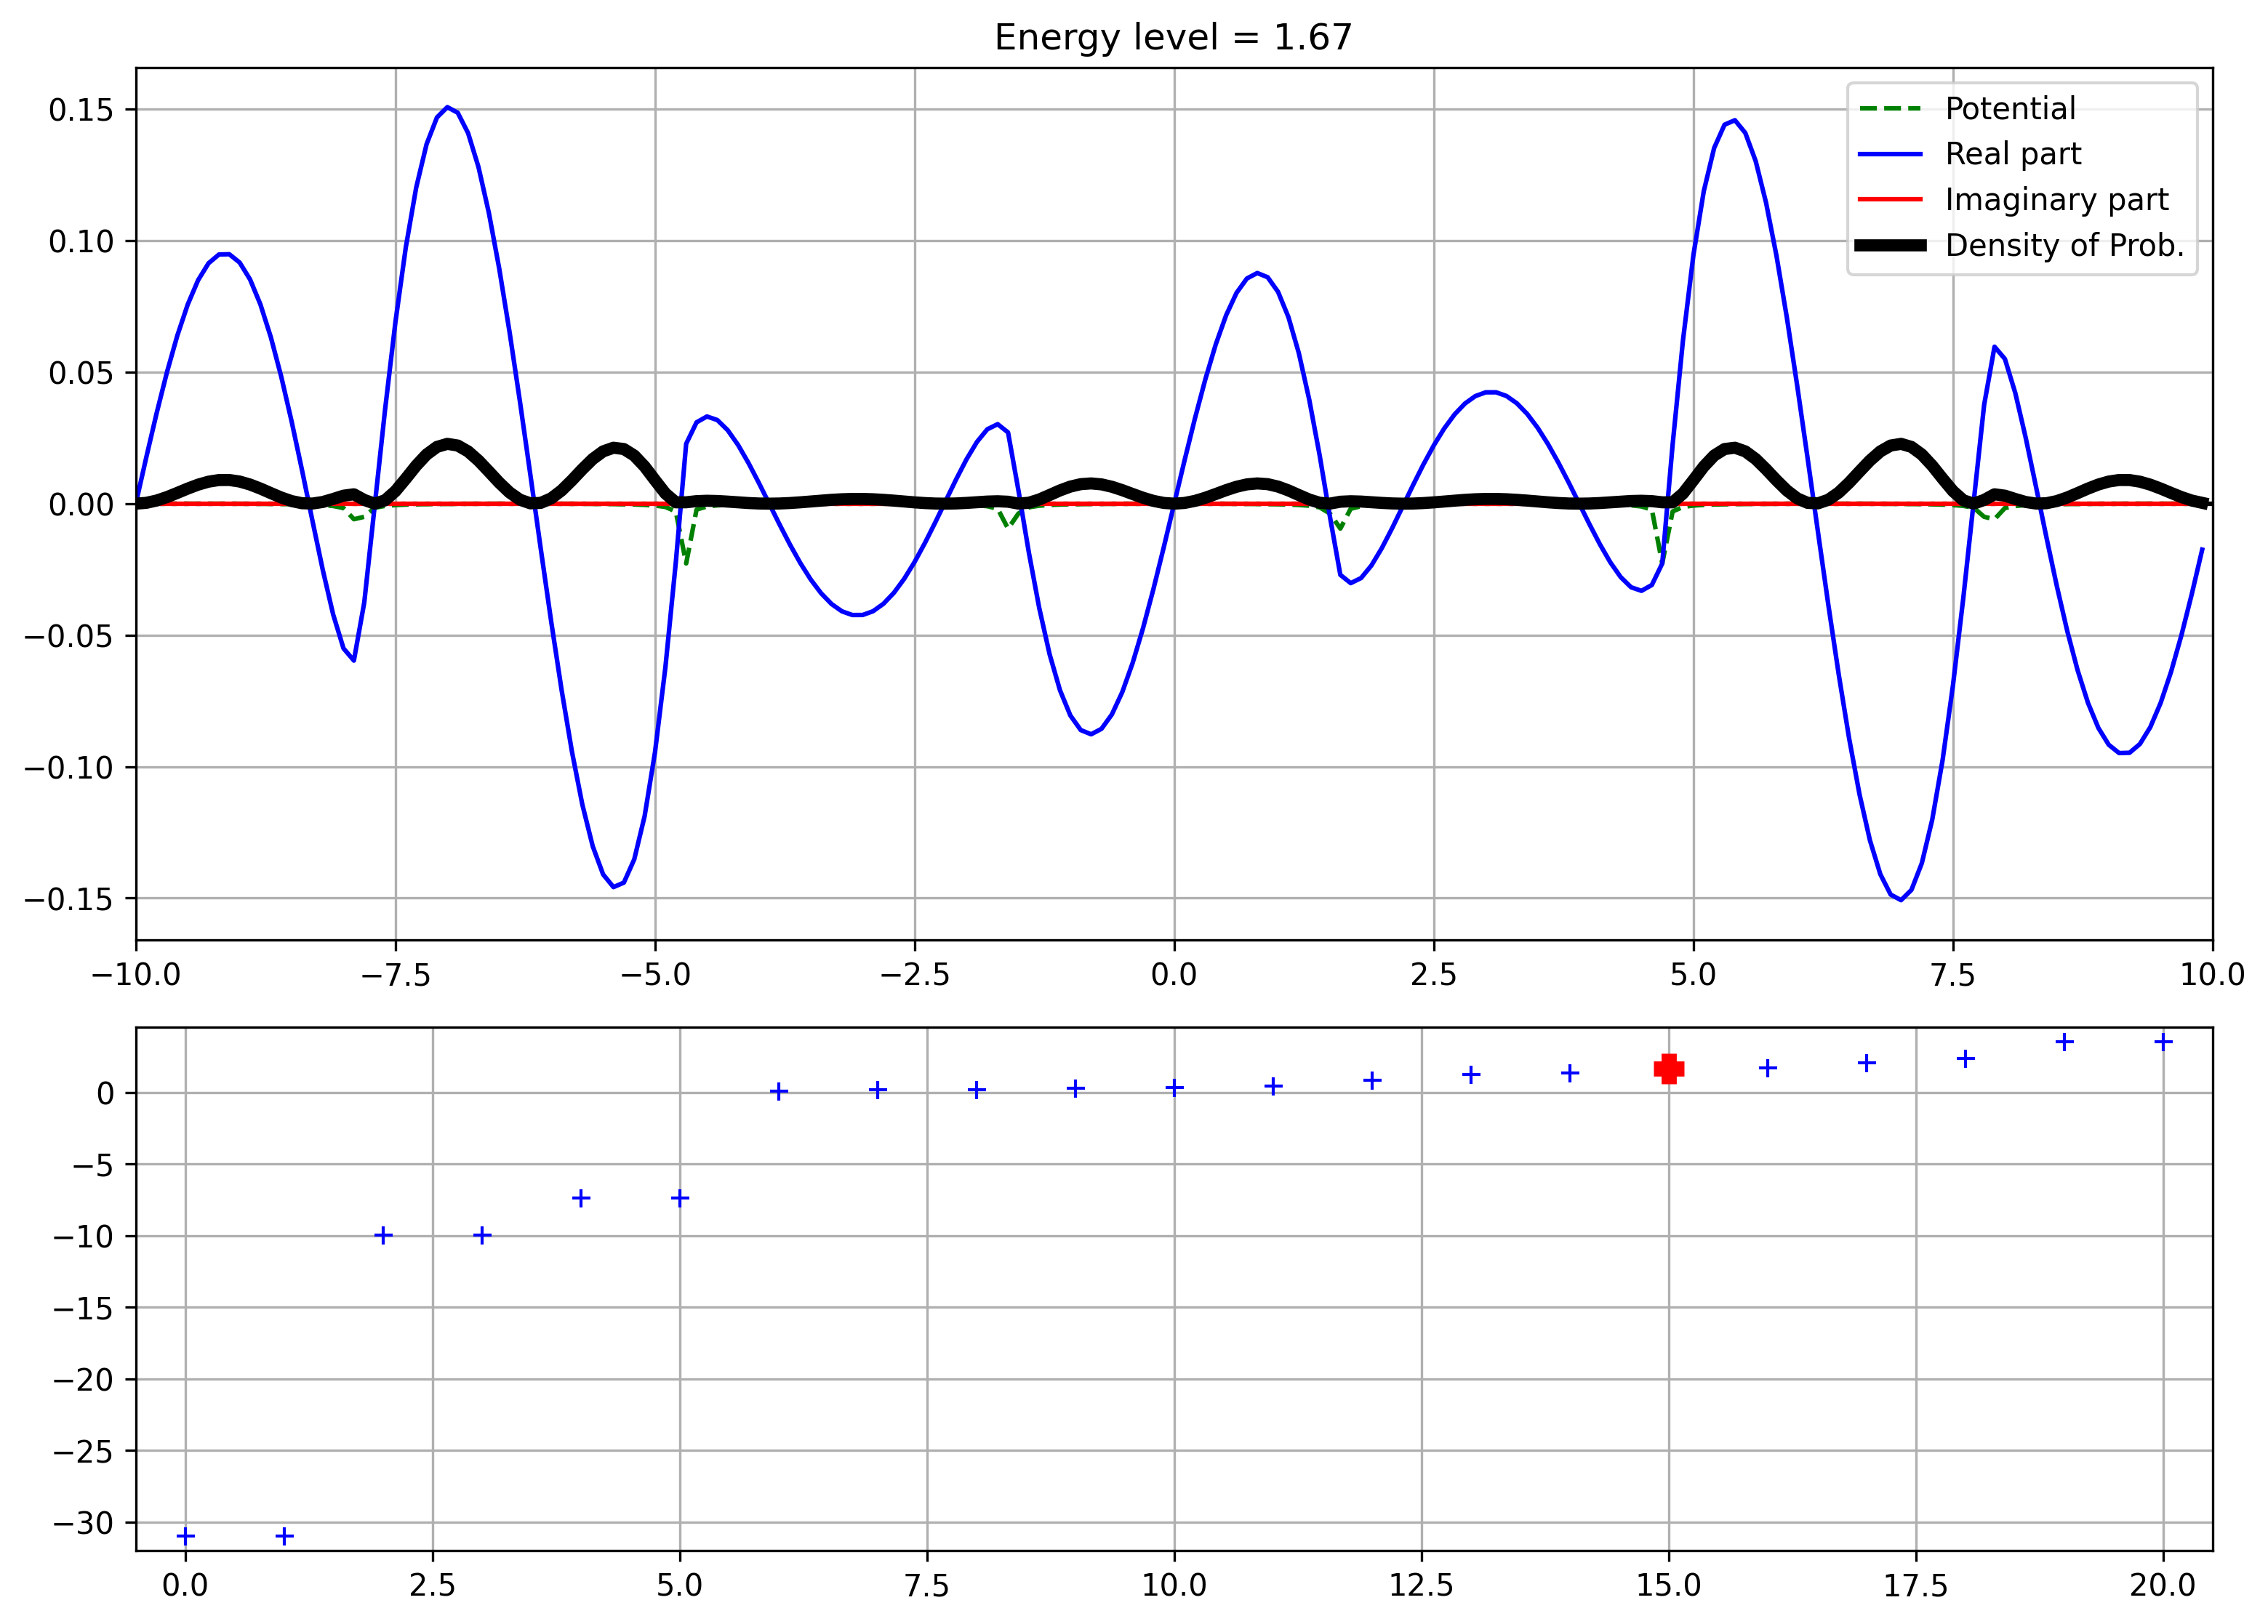 Energy level = 1.67
0.15
0.10
0.05
0.00
−0.05
−0.10
−0.15
Potential
Real part
Imaginary part
Density of Prob.
−10.0 −7.5 −5.0 −2.5 0.0 2.5 5.0 7.5 10.0
0
−5
−10
−15
−20
−25
−30
0.0 2.5 5.0 7.5 10.0 12.5 15.0 17.5 20.0